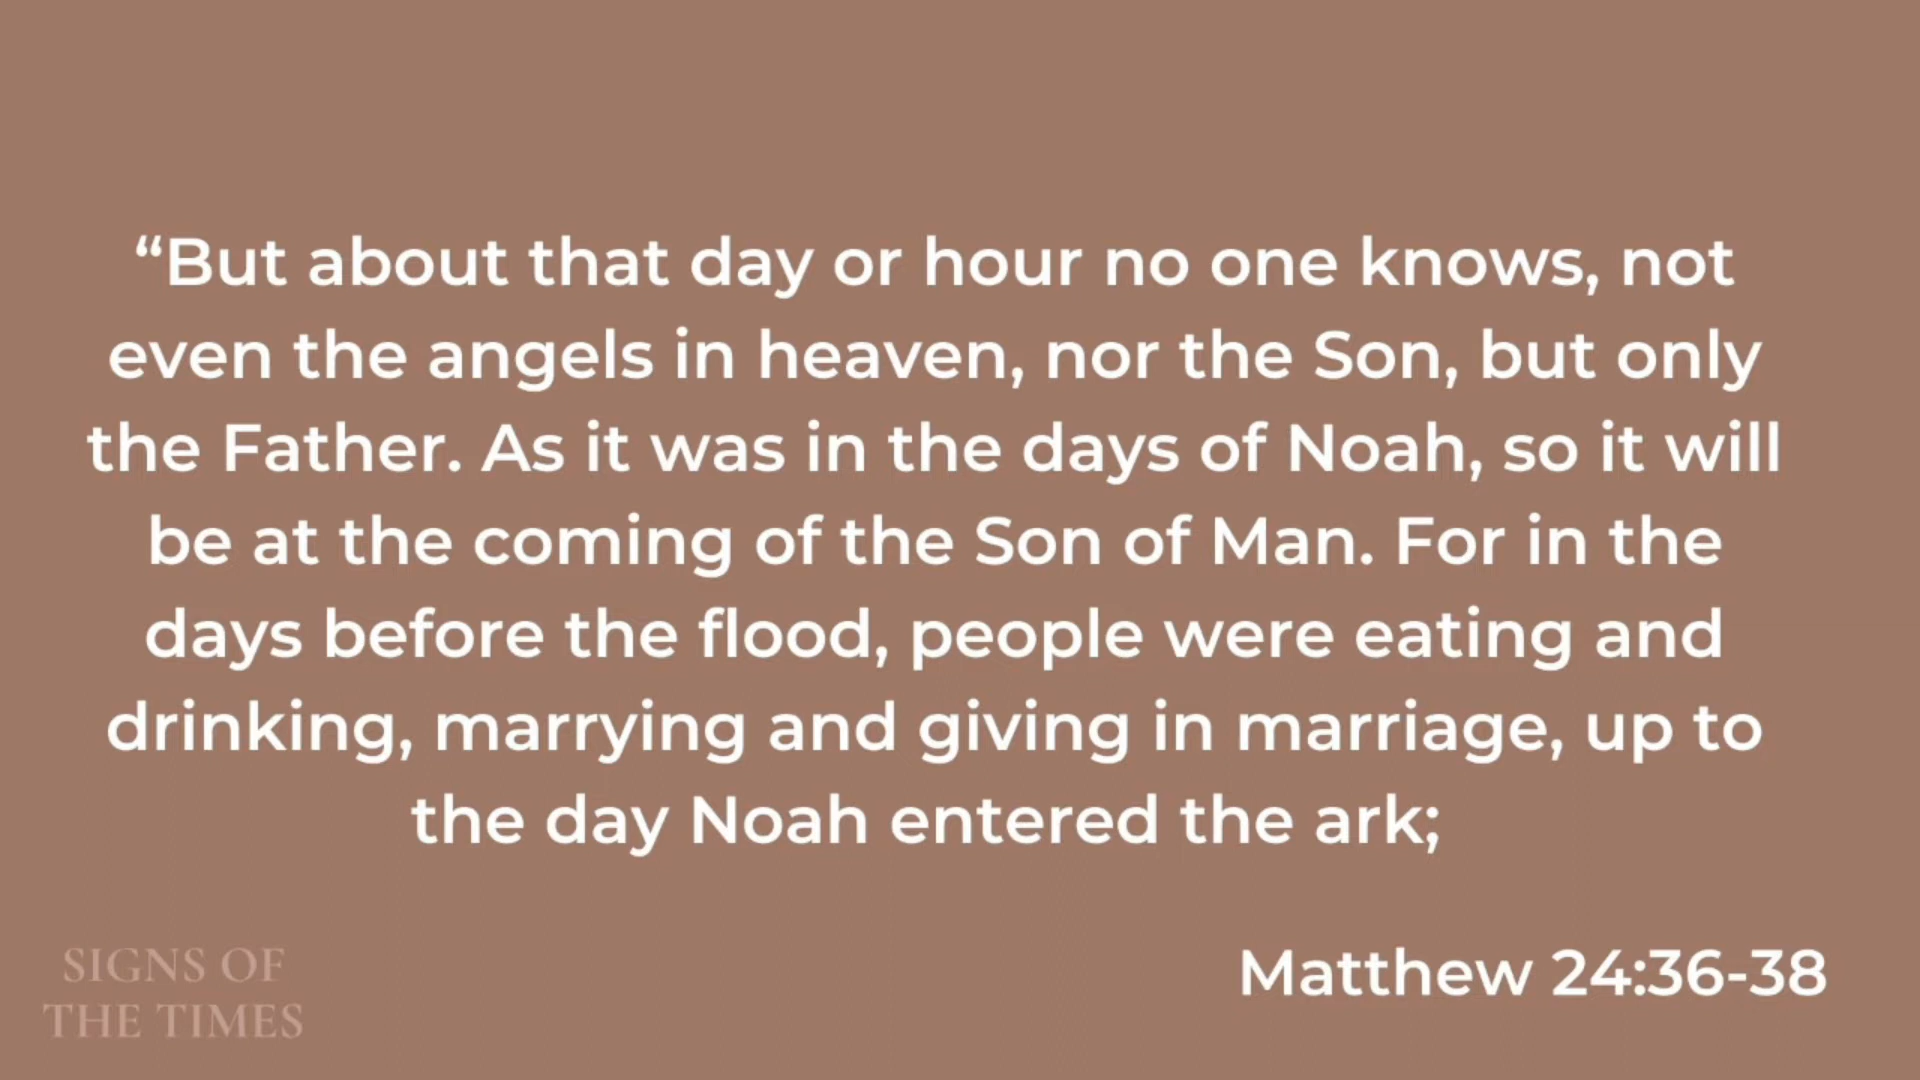 “But about that day or hour no one knows, not
even the angels in heaven, nor the Son, but only
the Father. As it was in the days of Noah, so it will
be at the coming of the Son of Man. For in the
days before the flood, people were eating and
drinking, marrying and giving in marriage, up to
the day Noah entered the ark;
Matthew 24:36-38
SIGNS OF
THE TIMES